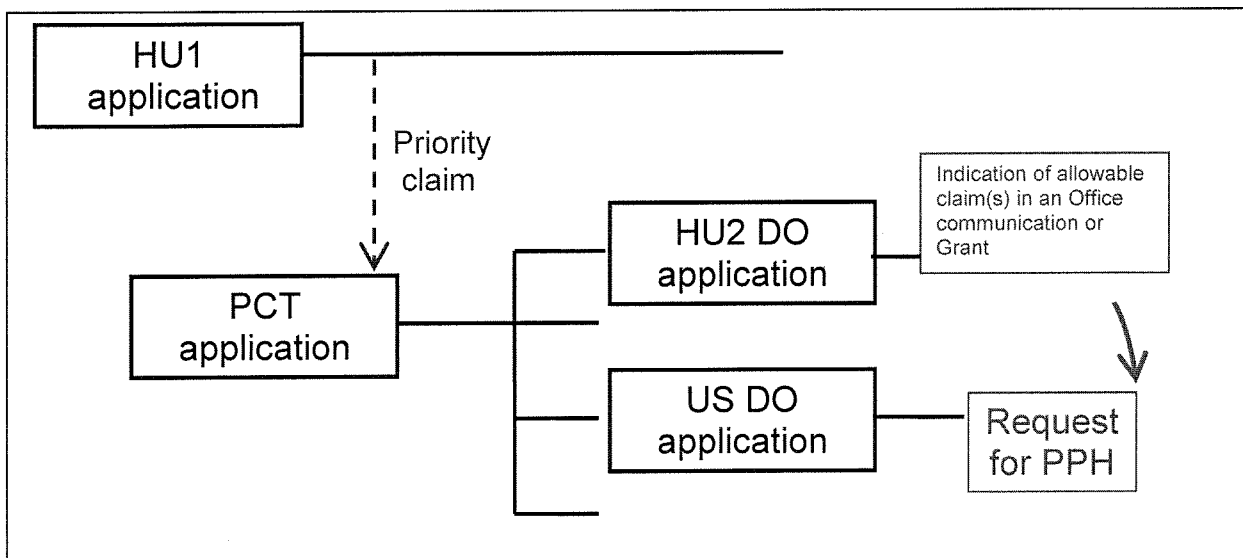 HU1
application
Priority
claim
PCT
application
HU2 DO
application
Indication of allowable
claim(s) in an Office
communication or
Grant
US DO
application
Request
for PPH